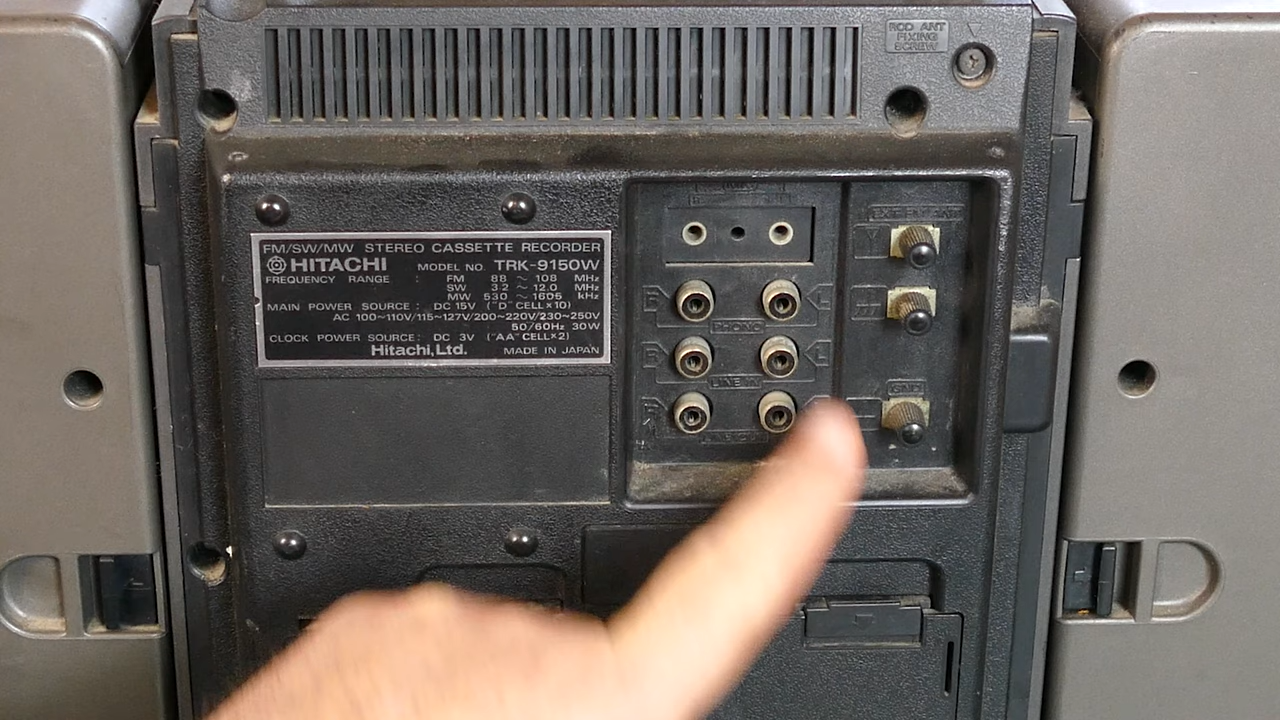 ROD ANT
FIXING
SCREW
FM/SW/MW STEREO CASSETTE RECORDER
HITACHI MODEL NO. TRK-9150W
FREQUENCY RANGE : FM 88 ~ 108 MHz
SW 3.2 ~ 12.0 MHz
MW 530 ~ 1605 kHz
MAIN POWER SOURCE : DC 15V ("D" CELL×10)
AC 100~110V/115~127V/200~220V/230~250V
50/60Hz 30W
CLOCK POWER SOURCE : DC 3V ("AA" CELL×2)
Hitachi, Ltd. MADE IN JAPAN
R L
PHONO
R L
LINE IN
R
GND